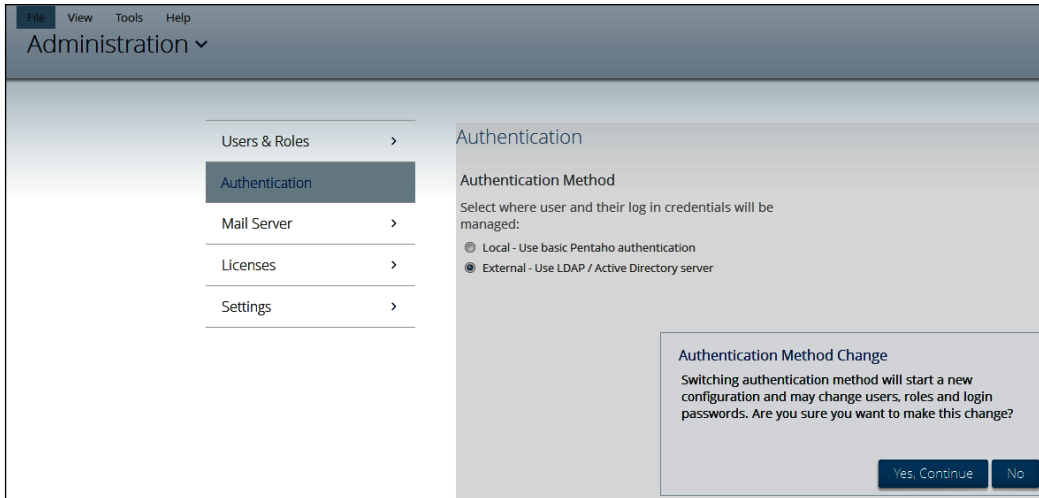 File View Tools Help
Administration
Users & Roles
Authentication
Mail Server
Licenses
Settings
Authentication
Authentication Method
Select where user and their log in credentials will be
managed:
Local - Use basic Pentaho authentication
External - Use LDAP / Active Directory server
Authentication Method Change
Switching authentication method will start a new
configuration and may change users, roles and login
passwords. Are you sure you want to make this change?
Yes, Continue No